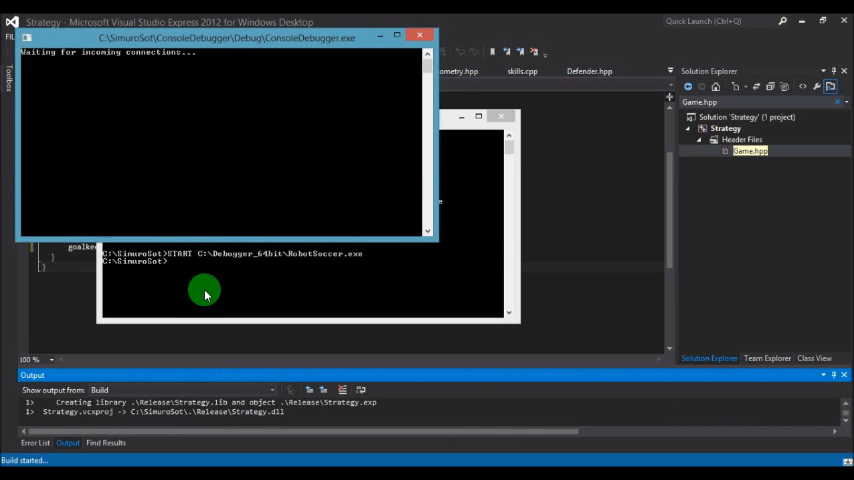 Strategy - Microsoft Visual Studio Express 2012 for Windows Desktop
Quick Launch (Ctrl+Q)
C:\SimuroSot\ConsoleDebugger\Debug\ConsoleDebugger.exe
Waiting for incoming connections...
Toolbox
skills.cpp
Defender.hpp
Solution Explorer
Game.hpp
Solution 'Strategy' (1 project)
Strategy
Header Files
Game.hpp
}
}
C:\SimuroSot>START C:\Debugger_64bit\RobotSoccer.exe
C:\SimuroSot>
100 %
Solution Explorer
Team Explorer
Class View
Output
Show output from:
Build
1> Creating library .\Release\Strategy.lib and object .\Release\Strategy.exp
1> Strategy.vcxproj -> C:\SimuroSot\.\Release\Strategy.dll
Error List
Output
Find Results
Build started...